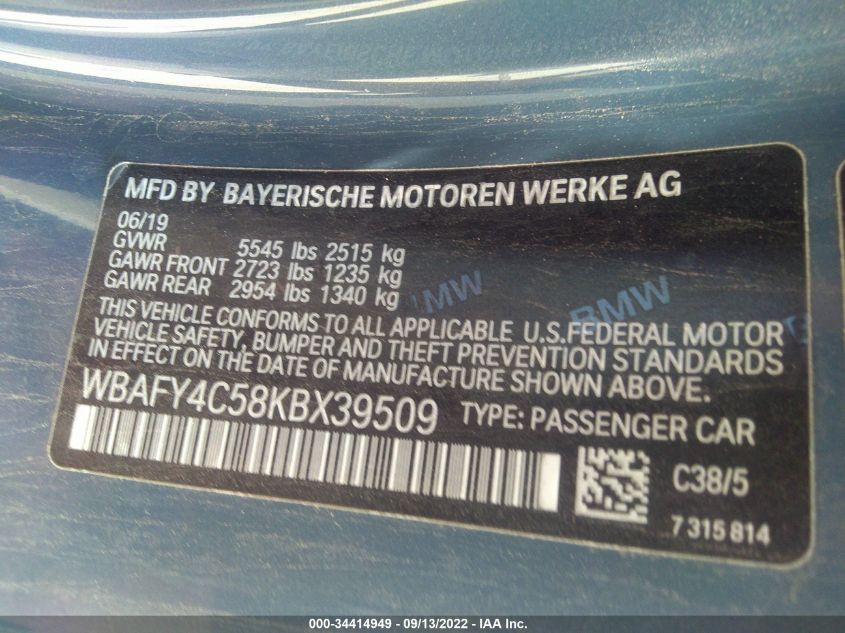 MFD BY BAYERISCHE MOTOREN WERKE AG
06/19
GVWR 5545 lbs 2515 kg
GAWR FRONT 2723 lbs 1235 kg
GAWR REAR 2954 lbs 1340 kg
BMW BMW
THIS VEHICLE CONFORMS TO ALL APPLICABLE U.S.FEDERAL MOTOR
VEHICLE SAFETY, BUMPER AND THEFT PREVENTION STANDARDS
IN EFFECT ON THE DATE OF MANUFACTURE SHOWN ABOVE.
WBAFY4C58KBX39509 TYPE: PASSENGER CAR
C38/5
7 315 814
000-34414949 - 09/13/2022 - IAA Inc.